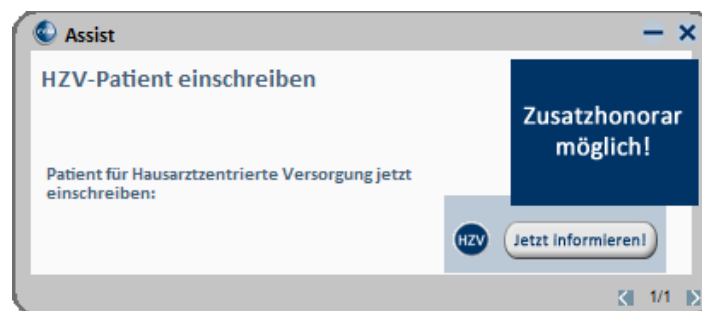 Assist
HZV-Patient einschreiben
Zusatzhonorar
möglich!
Patient für Hausarztzentrierte Versorgung jetzt
einschreiben:
HZV
Jetzt informieren!
1/1